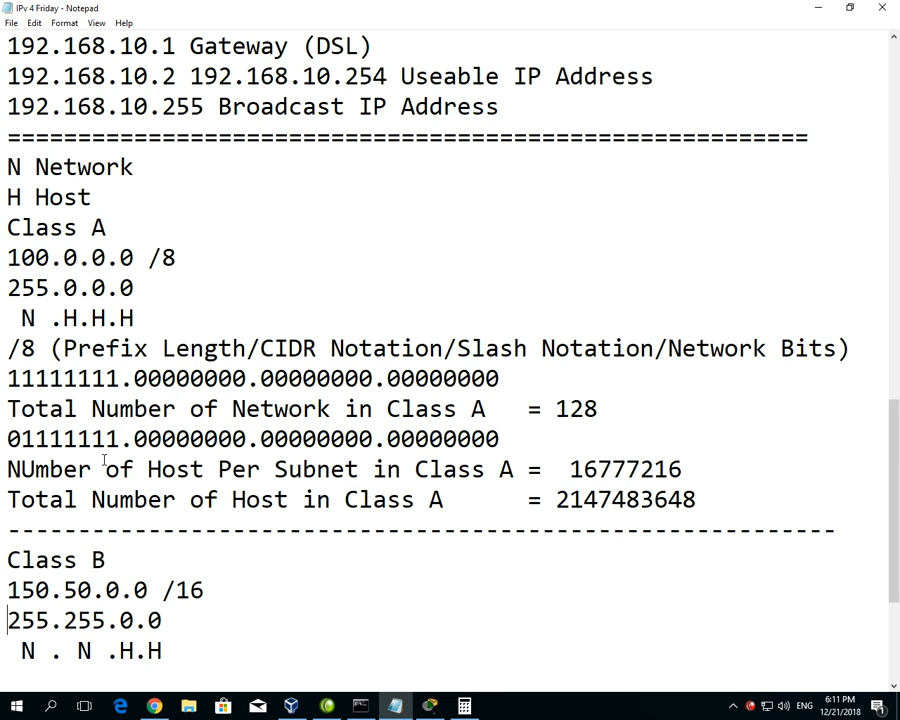 IPv 4 Friday - Notepad
File Edit Format View Help
192.168.10.1 Gateway (DSL)
192.168.10.2 192.168.10.254 Useable IP Address
192.168.10.255 Broadcast IP Address
=========================================================
N Network
H Host
Class A
100.0.0.0 /8
255.0.0.0
N .H.H.H
/8 (Prefix Length/CIDR Notation/Slash Notation/Network Bits)
11111111.00000000.00000000.00000000
Total Number of Network in Class A = 128
01111111.00000000.00000000.00000000
NUmber of Host Per Subnet in Class A = 16777216
Total Number of Host in Class A = 2147483648
-----------------------------------------------------------
Class B
150.50.0.0 /16
255.255.0.0
N . N .H.H
ENG
6:11 PM
12/21/2018
1